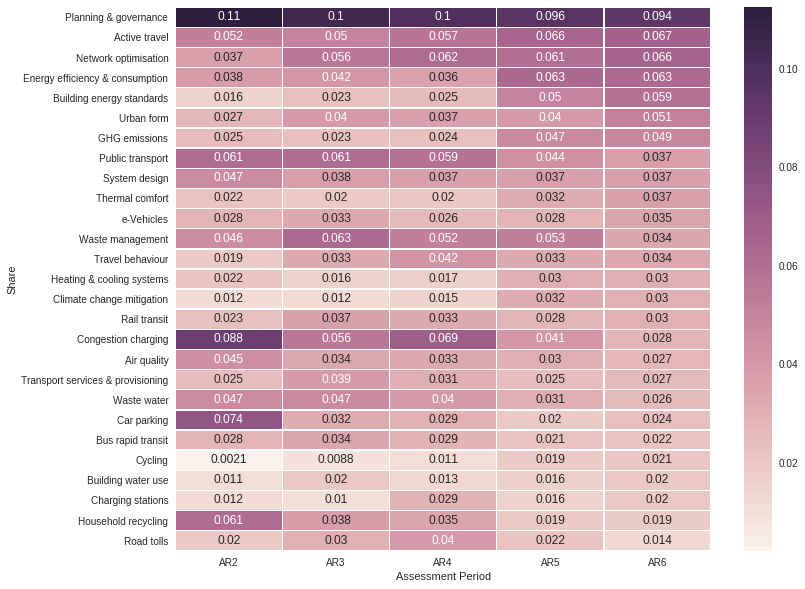 Planning & governance 0.11 0.1 0.1 0.096 0.094
Active travel 0.052 0.05 0.057 0.066 0.067
Network optimisation 0.037 0.056 0.062 0.061 0.066
Energy efficiency & consumption 0.038 0.042 0.036 0.063 0.063
Building energy standards 0.016 0.023 0.025 0.05 0.059
Urban form 0.027 0.04 0.037 0.04 0.051
GHG emissions 0.025 0.023 0.024 0.047 0.049
Public transport 0.061 0.061 0.059 0.044 0.037
System design 0.047 0.038 0.037 0.037 0.037
Thermal comfort 0.022 0.02 0.02 0.032 0.037
e-Vehicles 0.028 0.033 0.026 0.028 0.035
Waste management 0.046 0.063 0.052 0.053 0.034
Travel behaviour 0.019 0.033 0.042 0.033 0.034
Heating & cooling systems 0.022 0.016 0.017 0.03 0.03
Climate change mitigation 0.012 0.012 0.015 0.032 0.03
Rail transit 0.023 0.037 0.033 0.028 0.03
Congestion charging 0.088 0.056 0.069 0.041 0.028
Air quality 0.045 0.034 0.033 0.03 0.027
Transport services & provisioning 0.025 0.039 0.031 0.025 0.027
Waste water 0.047 0.047 0.04 0.031 0.026
Car parking 0.074 0.032 0.029 0.02 0.024
Bus rapid transit 0.028 0.034 0.029 0.021 0.022
Cycling 0.0021 0.0088 0.011 0.019 0.021
Building water use 0.011 0.02 0.013 0.016 0.02
Charging stations 0.012 0.01 0.029 0.016 0.02
Household recycling 0.061 0.038 0.035 0.019 0.019
Road tolls 0.02 0.03 0.04 0.022 0.014
AR2 AR3 AR4 AR5 AR6
Assessment Period
Share
0.10
0.08
0.06
0.04
0.02